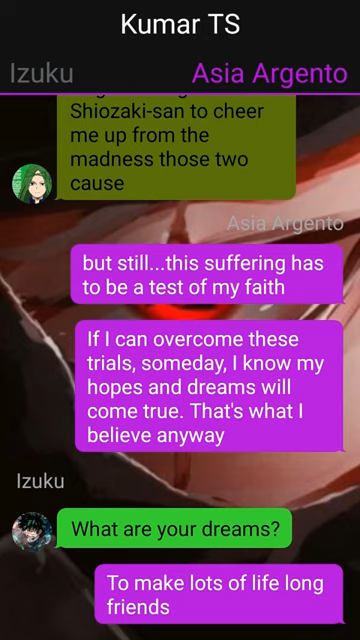 Kumar TS
Izuku
Asia Argento
Shiozaki-san to cheer
me up from the
madness those two
cause
Asia Argento
but still...this suffering has
to be a test of my faith
If I can overcome these
trials, someday, I know my
hopes and dreams will
come true. That's what I
believe anyway
Izuku
What are your dreams?
To make lots of life long
friends